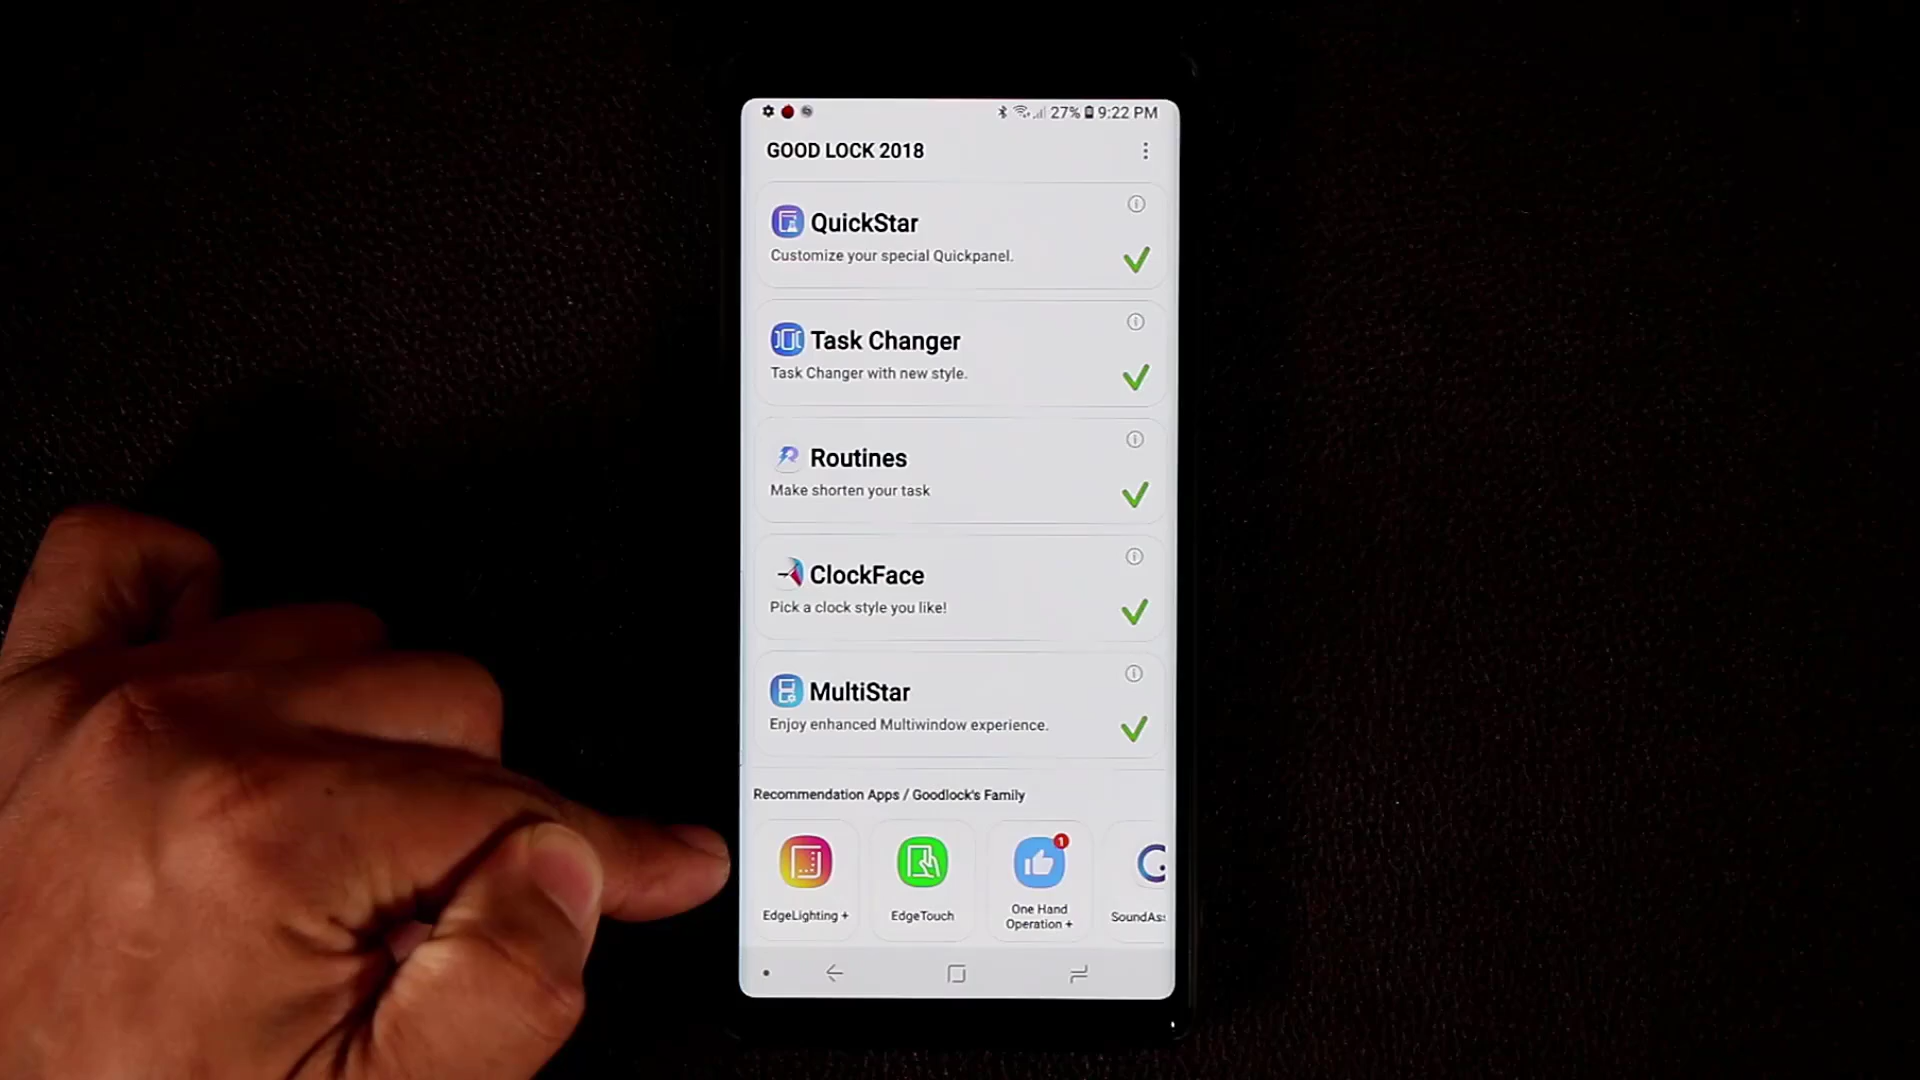 27% 9:22 PM
GOOD LOCK 2018
QuickStar
Customize your special Quickpanel.
Task Changer
Task Changer with new style.
Routines
Make shorten your task
ClockFace
Pick a clock style you like!
MultiStar
Enjoy enhanced Multiwindow experience.
Recommendation Apps / Goodlock's Family
1
EdgeLighting +
EdgeTouch
One Hand
Operation +
SoundAs